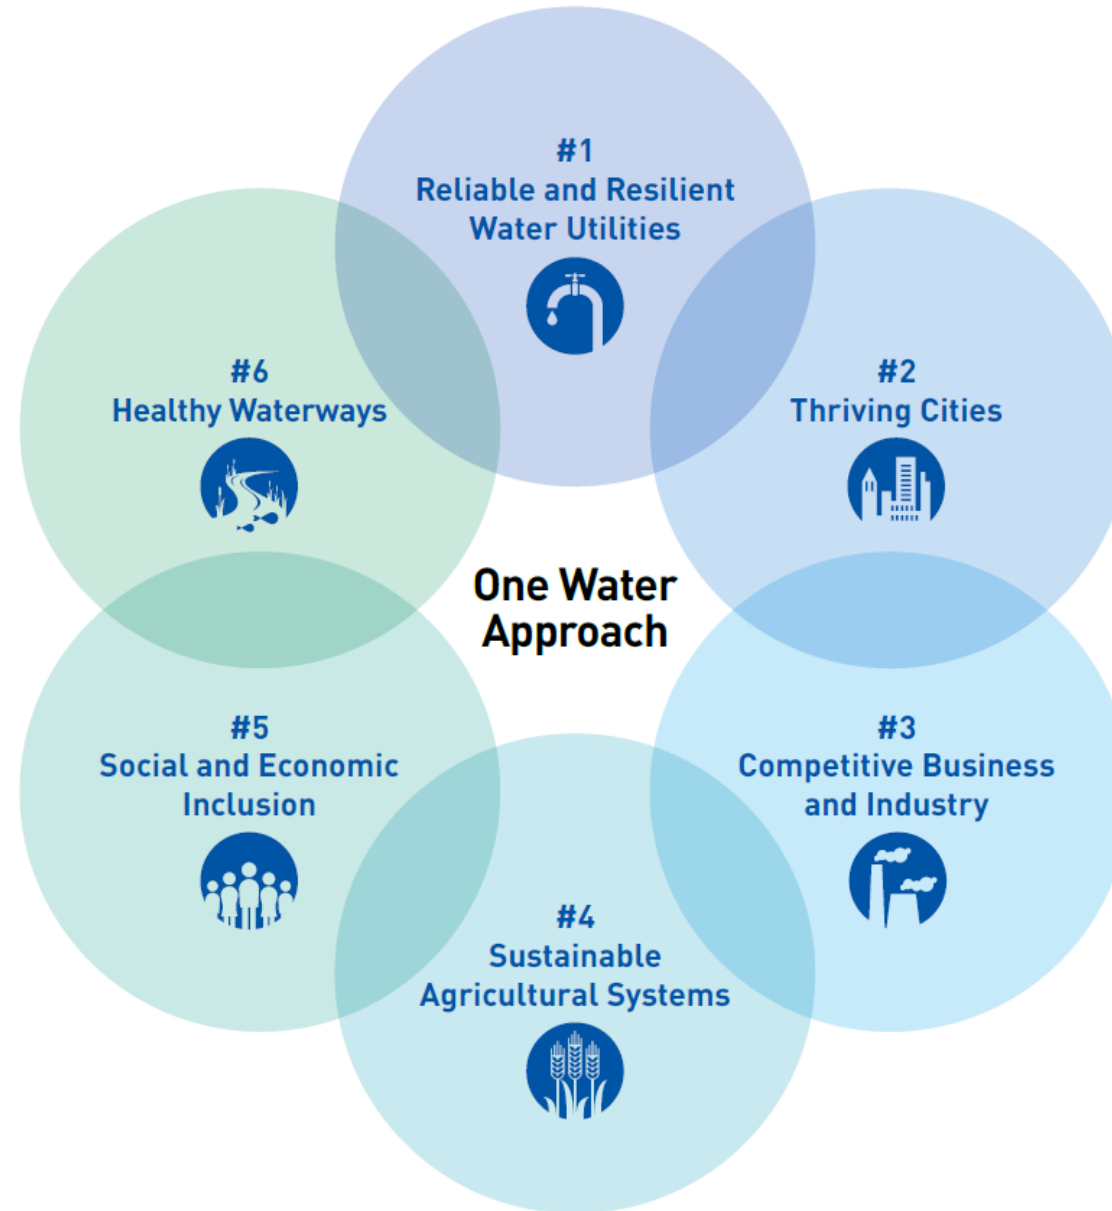 #1
Reliable and Resilient
Water Utilities
#2
Thriving Cities
#3
Competitive Business
and Industry
#4
Sustainable
Agricultural Systems
#5
Social and Economic
Inclusion
#6
Healthy Waterways
One Water
Approach